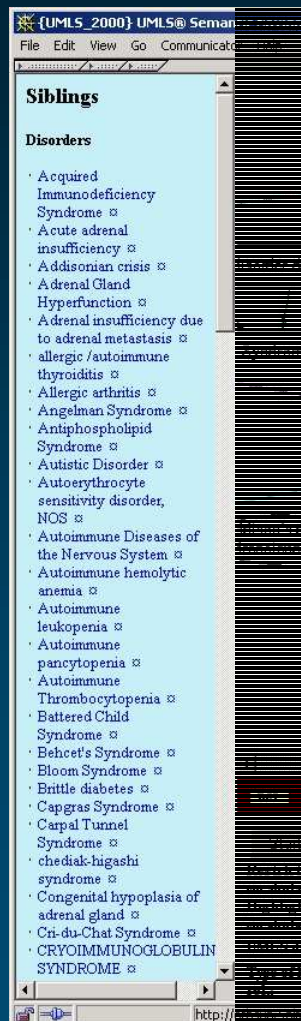 {UMLS_2000} UMLS® Seman
File Edit View Go Communicator Help
Siblings
Disorders
· Acquired
Immunodeficiency
Syndrome ¤
· Acute adrenal
insufficiency ¤
· Addisonian crisis ¤
· Adrenal Gland
Hyperfunction ¤
· Adrenal insufficiency due
to adrenal metastasis ¤
· allergic /autoimmune
thyroiditis ¤
· Allergic arthritis ¤
· Angelman Syndrome ¤
· Antiphospholipid
Syndrome ¤
· Autistic Disorder ¤
· Autoerythrocyte
sensitivity disorder,
NOS ¤
· Autoimmune Diseases of
the Nervous System ¤
· Autoimmune hemolytic
anemia ¤
· Autoimmune
leukopenia ¤
· Autoimmune
pancytopenia ¤
· Autoimmune
Thrombocytopenia ¤
· Battered Child
Syndrome ¤
· Behcet's Syndrome ¤
· Bloom Syndrome ¤
· Brittle diabetes ¤
· Capgras Syndrome ¤
· Carpal Tunnel
Syndrome ¤
· chediak-higashi
syndrome ¤
· Congenital hypoplasia of
adrenal gland ¤
· Cri-du-Chat Syndrome ¤
· CRYOIMMUNOGLOBULIN
SYNDROME ¤
http://